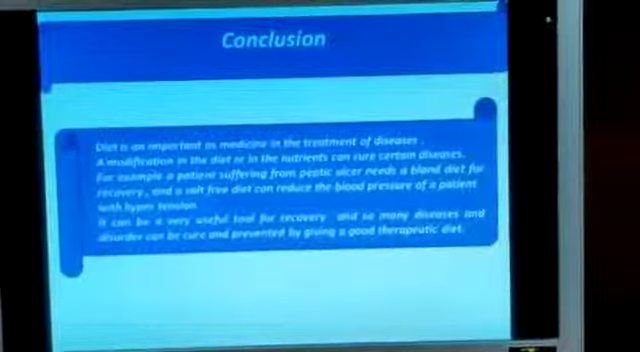 Conclusion
Diet is an important as medicine in the treatment of diseases .
A modification in the diet or in the nutrients can cure certain diseases.
For example a patient suffering from peptic ulcer needs a bland diet for
recovery , and a salt free diet can reduce the blood pressure of a patient
with hyper tension
It can be a very useful tool for recovery and so many diseases and
disorder can be cure and prevented by giving a good therapeutic diet.